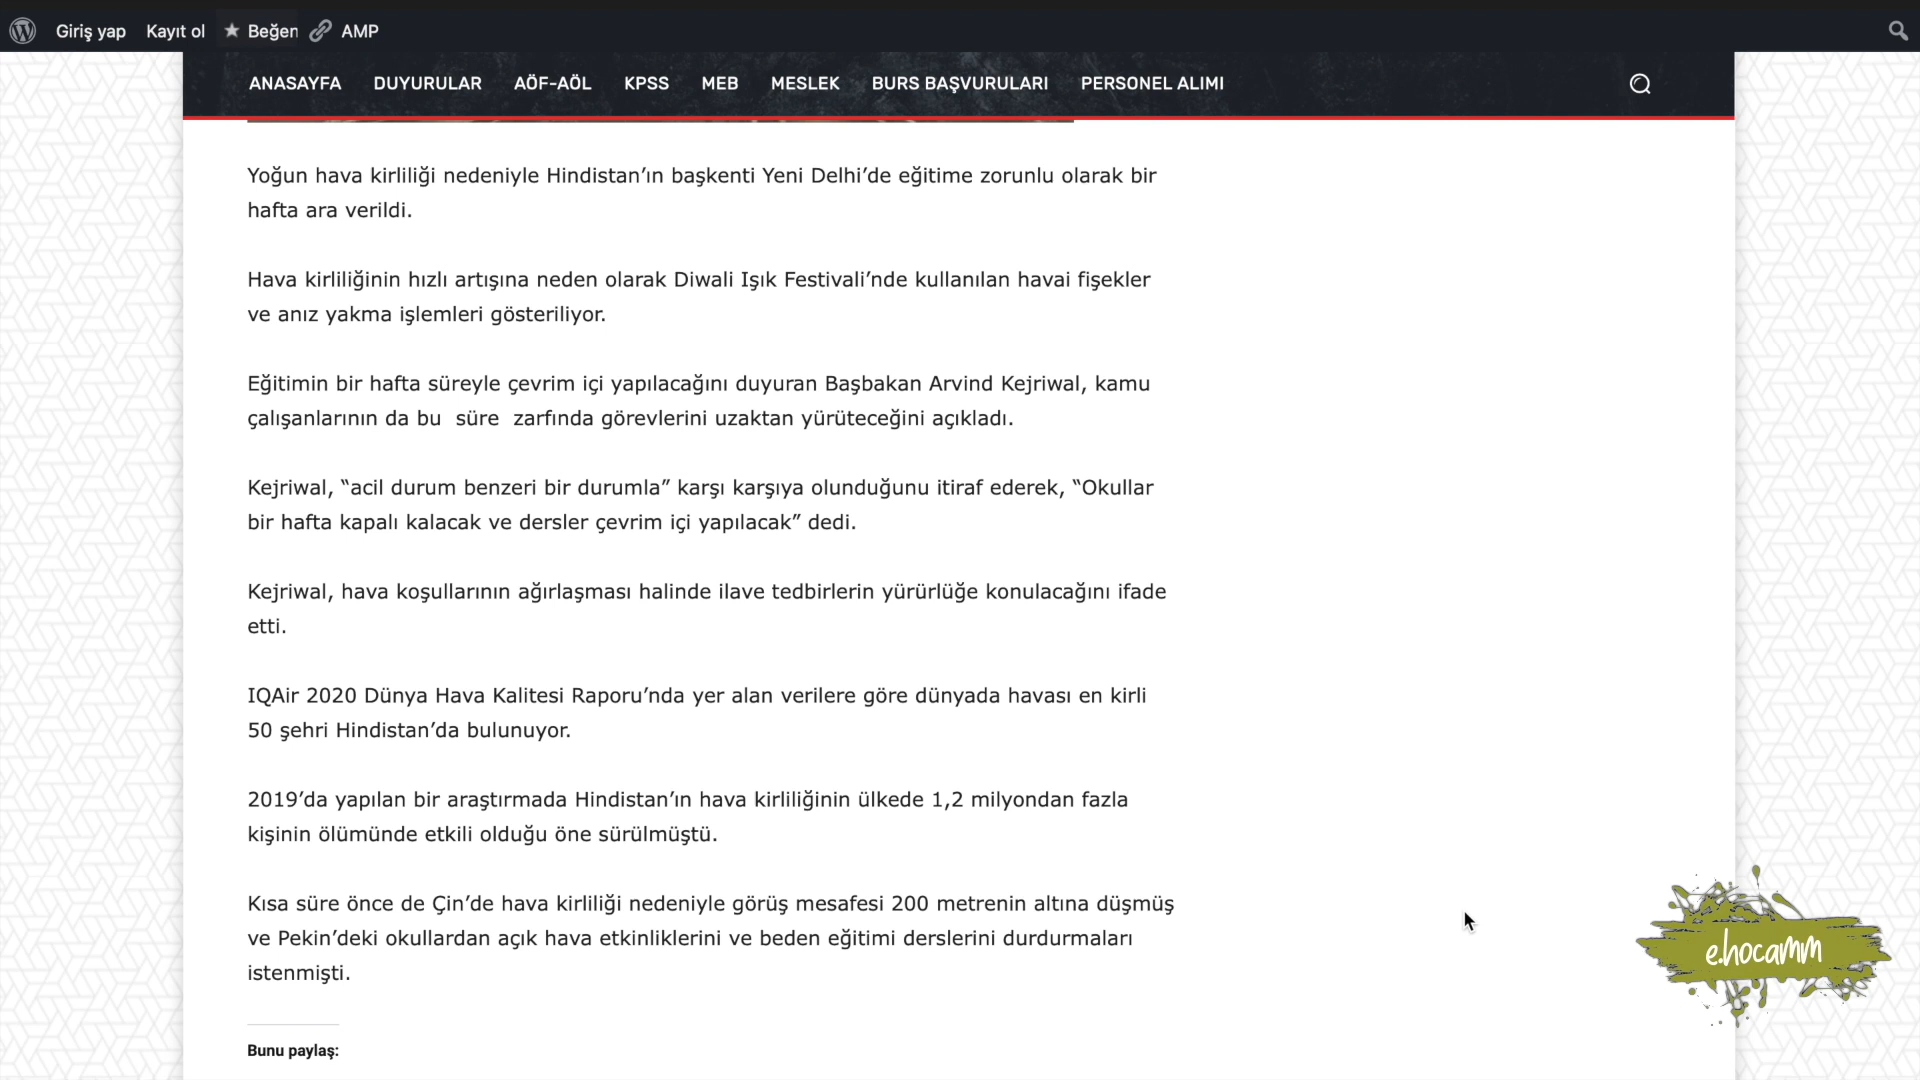 Giriş yap Kayıt ol Beğen AMP
ANASAYFA DUYURULAR AÖF-AÖL KPSS MEB MESLEK BURS BAŞVURULARI PERSONEL ALIMI
Yoğun hava kirliliği nedeniyle Hindistan’ın başkenti Yeni Delhi’de eğitime zorunlu olarak bir
hafta ara verildi.
Hava kirliliğinin hızlı artışına neden olarak Diwali Işık Festivali’nde kullanılan havai fişekler
ve anız yakma işlemleri gösteriliyor.
Eğitimin bir hafta süreyle çevrim içi yapılacağını duyuran Başbakan Arvind Kejriwal, kamu
çalışanlarının da bu  süre  zarfında görevlerini uzaktan yürüteceğini açıkladı.
Kejriwal, “acil durum benzeri bir durumla” karşı karşıya olunduğunu itiraf ederek, “Okullar
bir hafta kapalı kalacak ve dersler çevrim içi yapılacak” dedi.
Kejriwal, hava koşullarının ağırlaşması halinde ilave tedbirlerin yürürlüğe konulacağını ifade
etti.
IQAir 2020 Dünya Hava Kalitesi Raporu’nda yer alan verilere göre dünyada havası en kirli
50 şehri Hindistan’da bulunuyor.
2019’da yapılan bir araştırmada Hindistan’ın hava kirliliğinin ülkede 1,2 milyondan fazla
kişinin ölümünde etkili olduğu öne sürülmüştü.
Kısa süre önce de Çin’de hava kirliliği nedeniyle görüş mesafesi 200 metrenin altına düşmüş
ve Pekin’deki okullardan açık hava etkinliklerini ve beden eğitimi derslerini durdurmaları
istenmişti.
e.hocamm
Bunu paylaş: